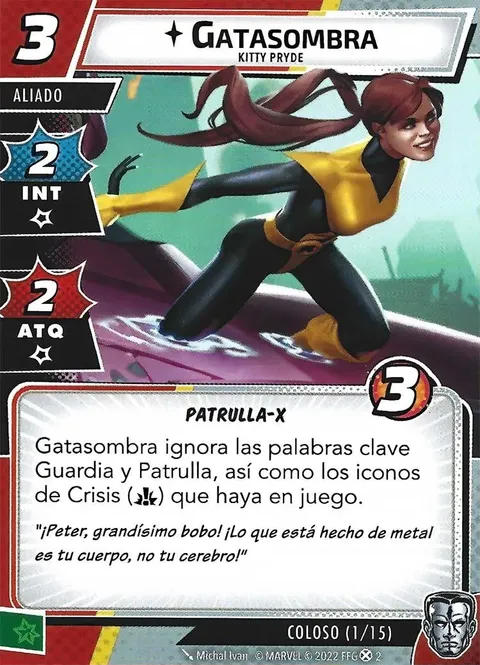 3
GATASOMBRA
KITTY PRYDE
ALIADO
2
INT
2
ATQ
3
PATRULLA-X
Gatasombra ignora las palabras clave
Guardia y Patrulla, así como los iconos
de Crisis () que haya en juego.
"¡Peter, grandísimo bobo! ¡Lo que está hecho de metal
es tu cuerpo, no tu cerebro!"
COLOSO (1/15)
Michal Ivan © MARVEL © 2022 FFG 2